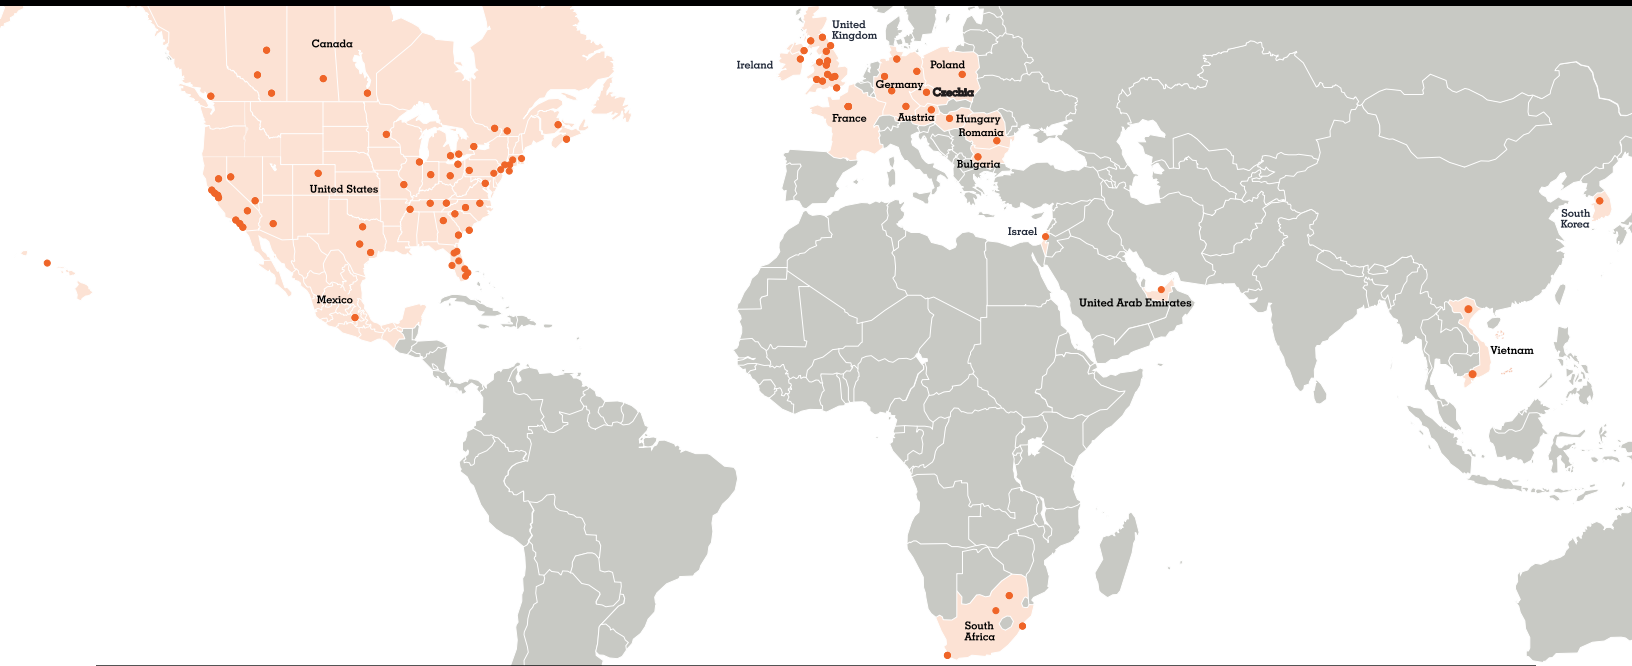 Canada
United
Kingdom
Ireland
Poland
Germany
Czechia
France
Austria
Hungary
Romania
Bulgaria
United States
South
Korea
Israel
Mexico
United Arab Emirates
Vietnam
South
Africa